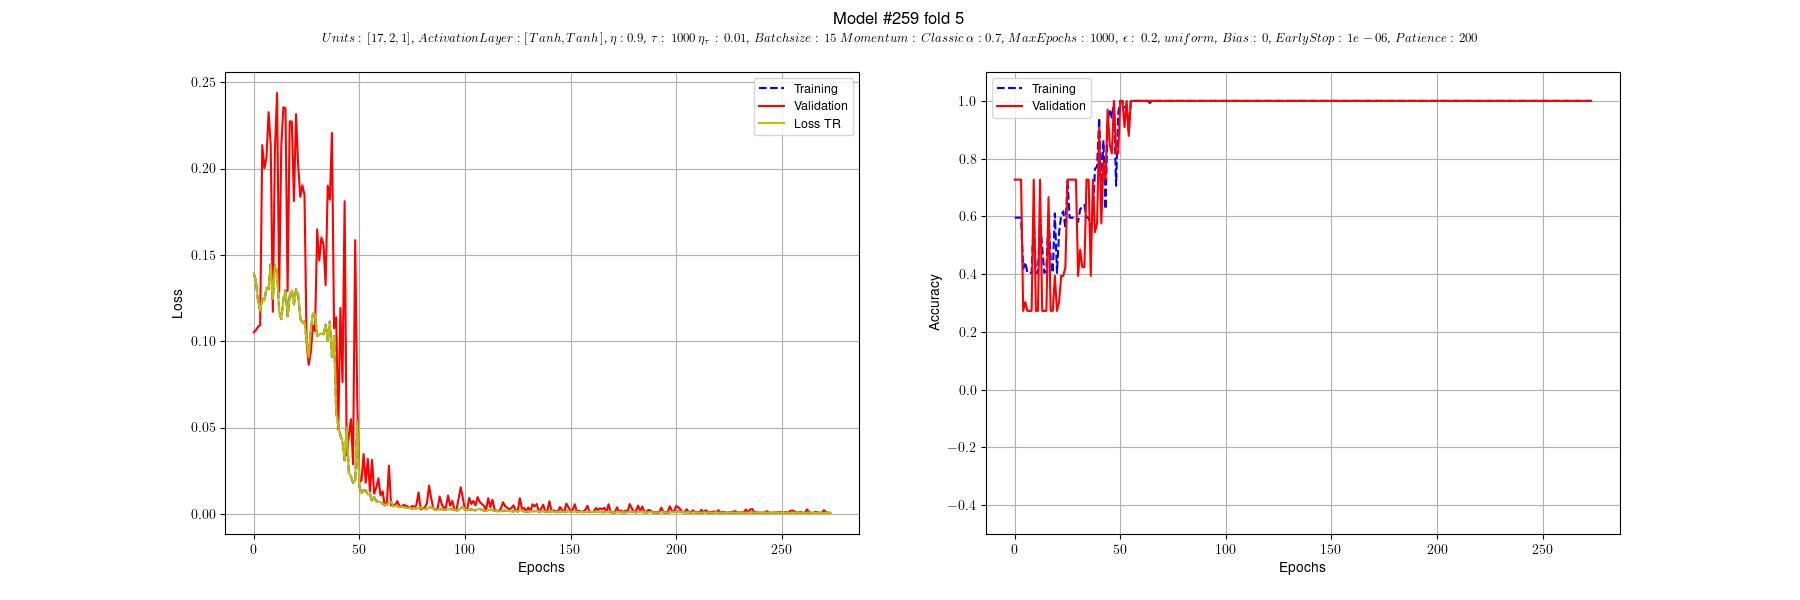 Model #259 fold 5
Units : [17, 2, 1], ActivationLayer : [Tanh, Tanh], η : 0.9, τ : 1000 η_τ : 0.01, Batchsize : 15 Momentum : Classic α : 0.7, MaxEpochs : 1000, ϵ : 0.2, uniform, Bias : 0, EarlyStop : 1e − 06, Patience : 200
Loss
0.25
0.20
0.15
0.10
0.05
0.00
Training
Validation
Loss TR
0 50 100 150 200 250
Epochs
Accuracy
1.0
0.8
0.6
0.4
0.2
0.0
−0.2
−0.4
Training
Validation
0 50 100 150 200 250
Epochs